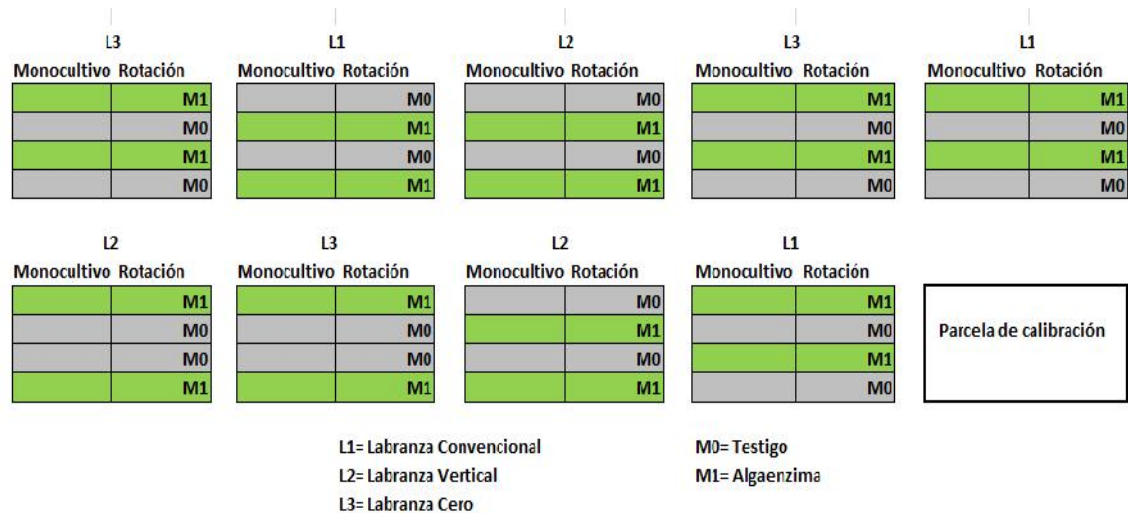 L3 L1 L2 L3 L1
Monocultivo Rotación Monocultivo Rotación Monocultivo Rotación Monocultivo Rotación Monocultivo Rotación
M1 M0 M0 M1 M1
M0 M1 M1 M0 M0
M1 M0 M0 M1 M1
M0 M1 M1 M0 M0
L2 L3 L2 L1
Monocultivo Rotación Monocultivo Rotación Monocultivo Rotación Monocultivo Rotación
M1 M1 M0 M1
M0 M0 M1 M0 Parcela de calibración
M0 M0 M0 M1
M1 M1 M1 M0
L1= Labranza Convencional M0= Testigo
L2= Labranza Vertical M1= Algaenzima
L3= Labranza Cero